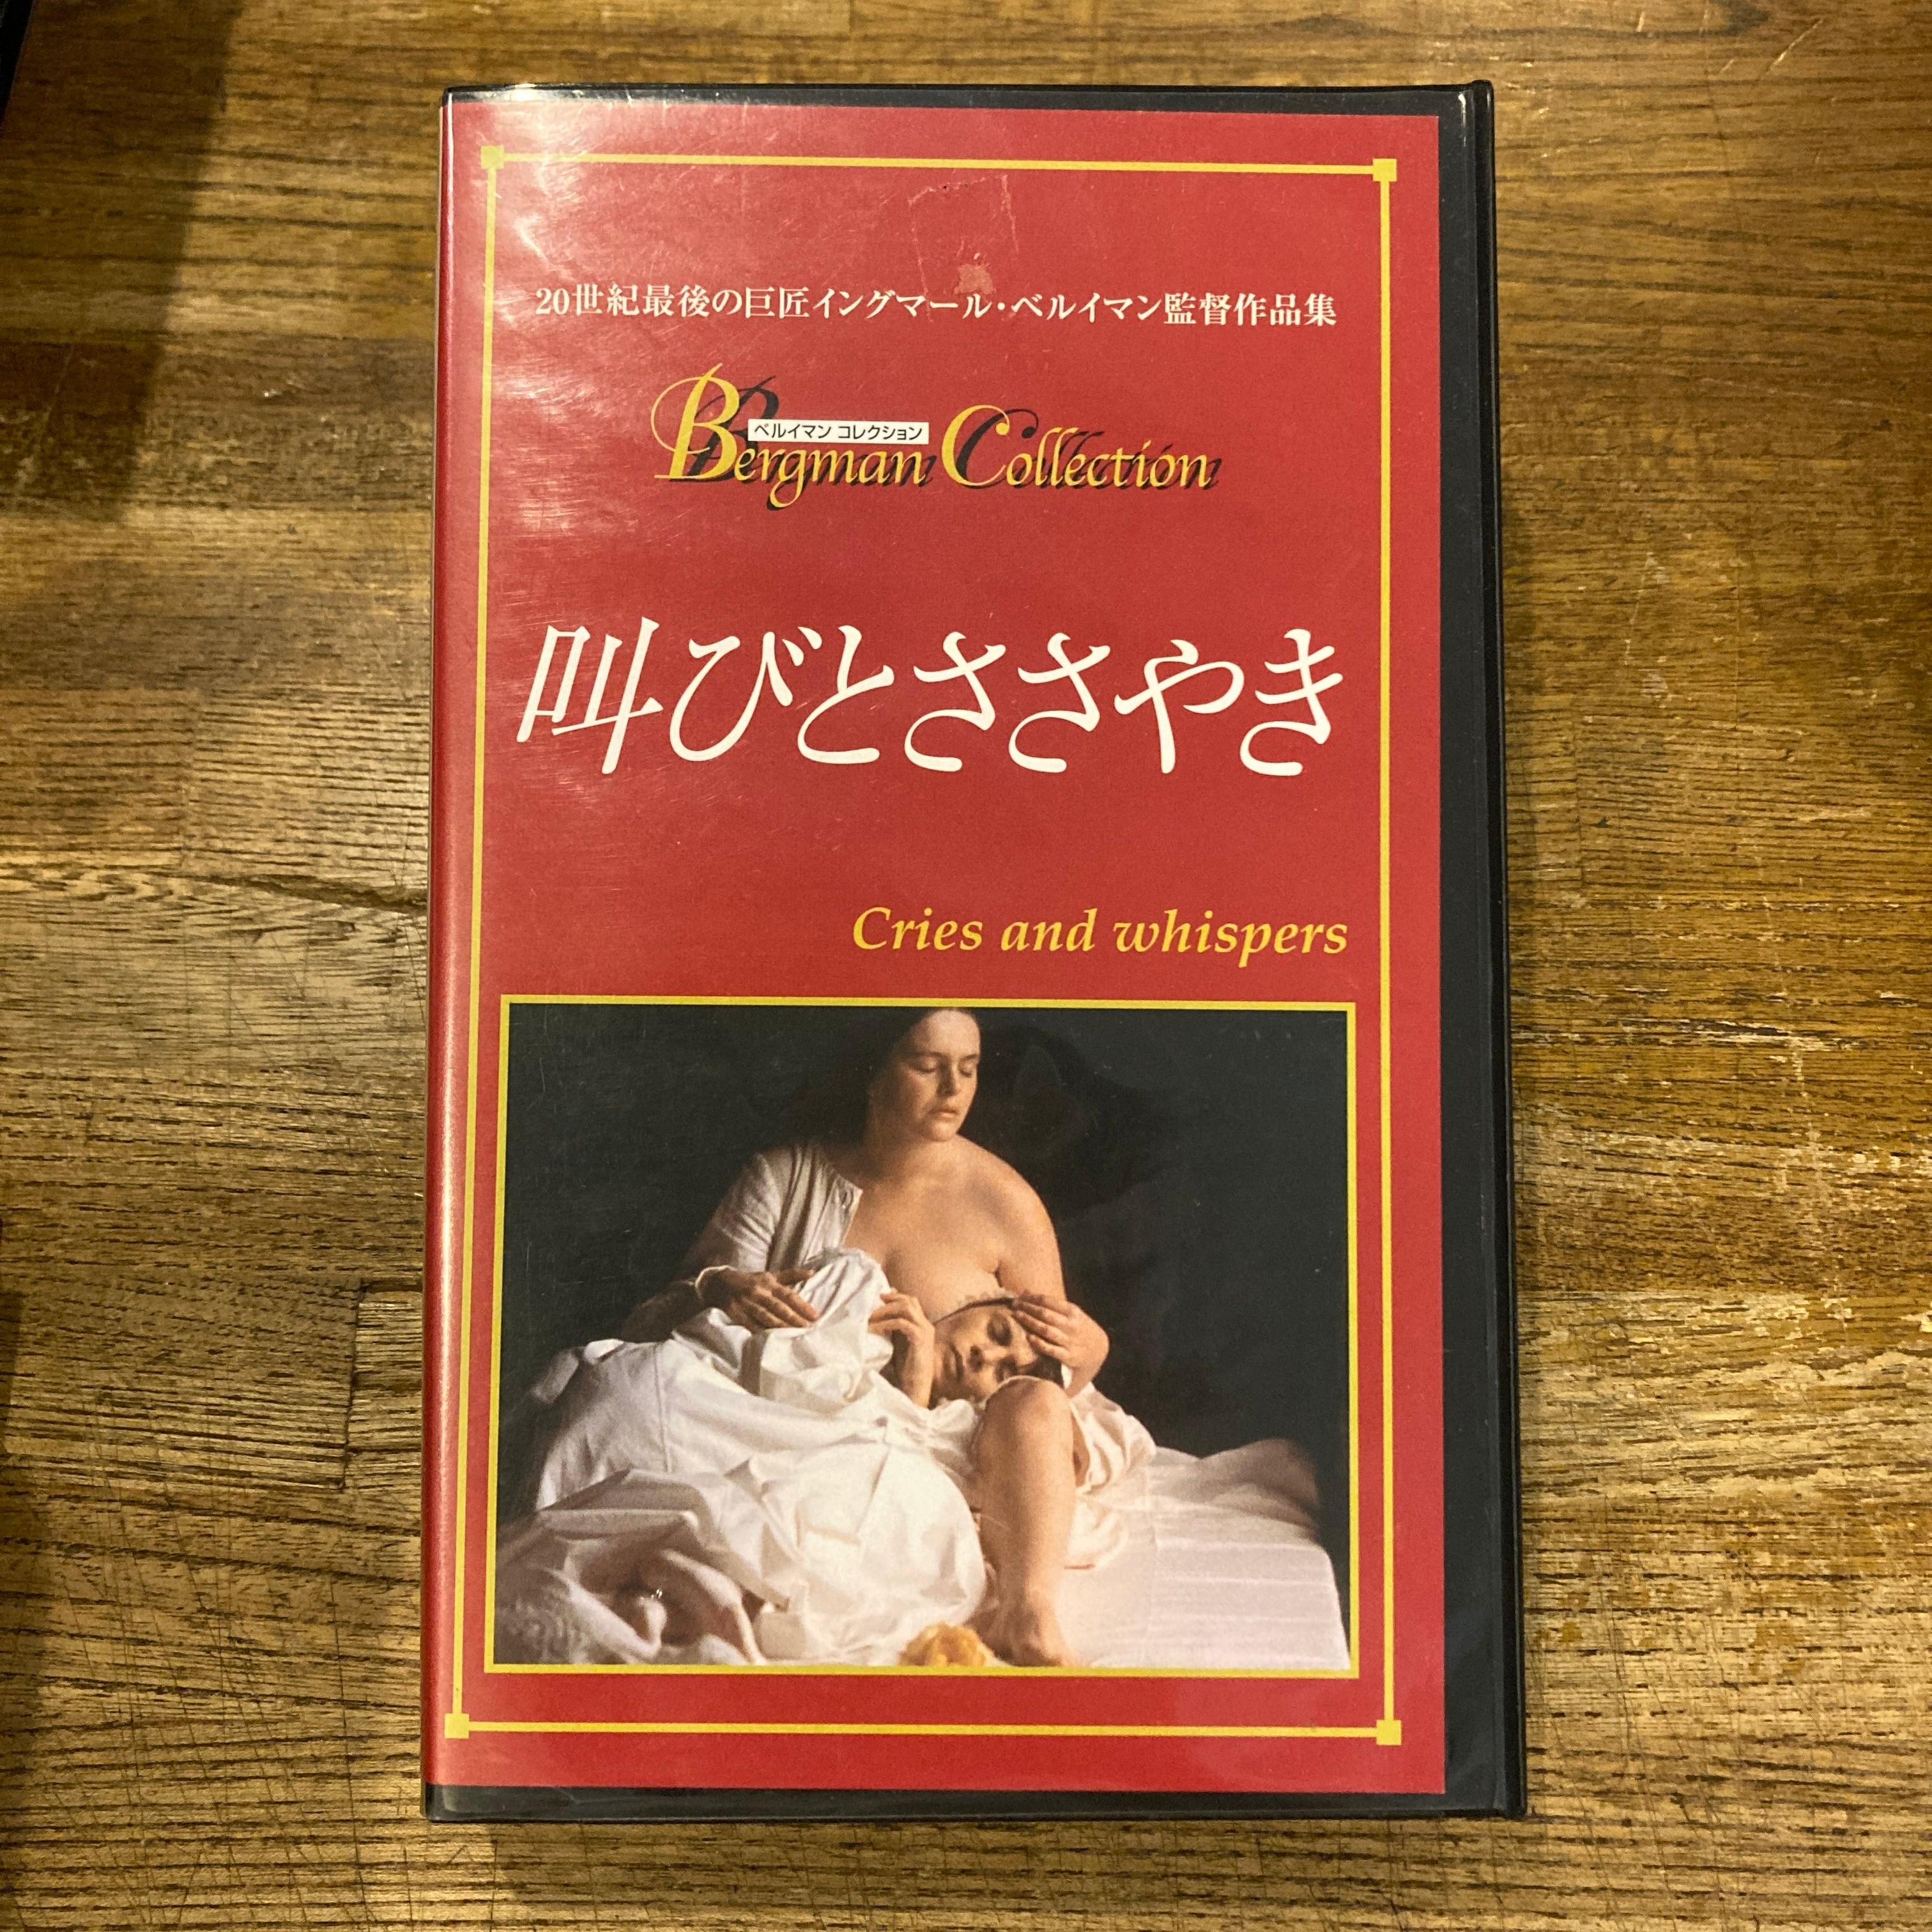 20世紀最後の巨匠イングマール・ベルイマン監督作品集
ベルイマン コレクション
Bergman Collection
叫びとささやき
Cries and whispers